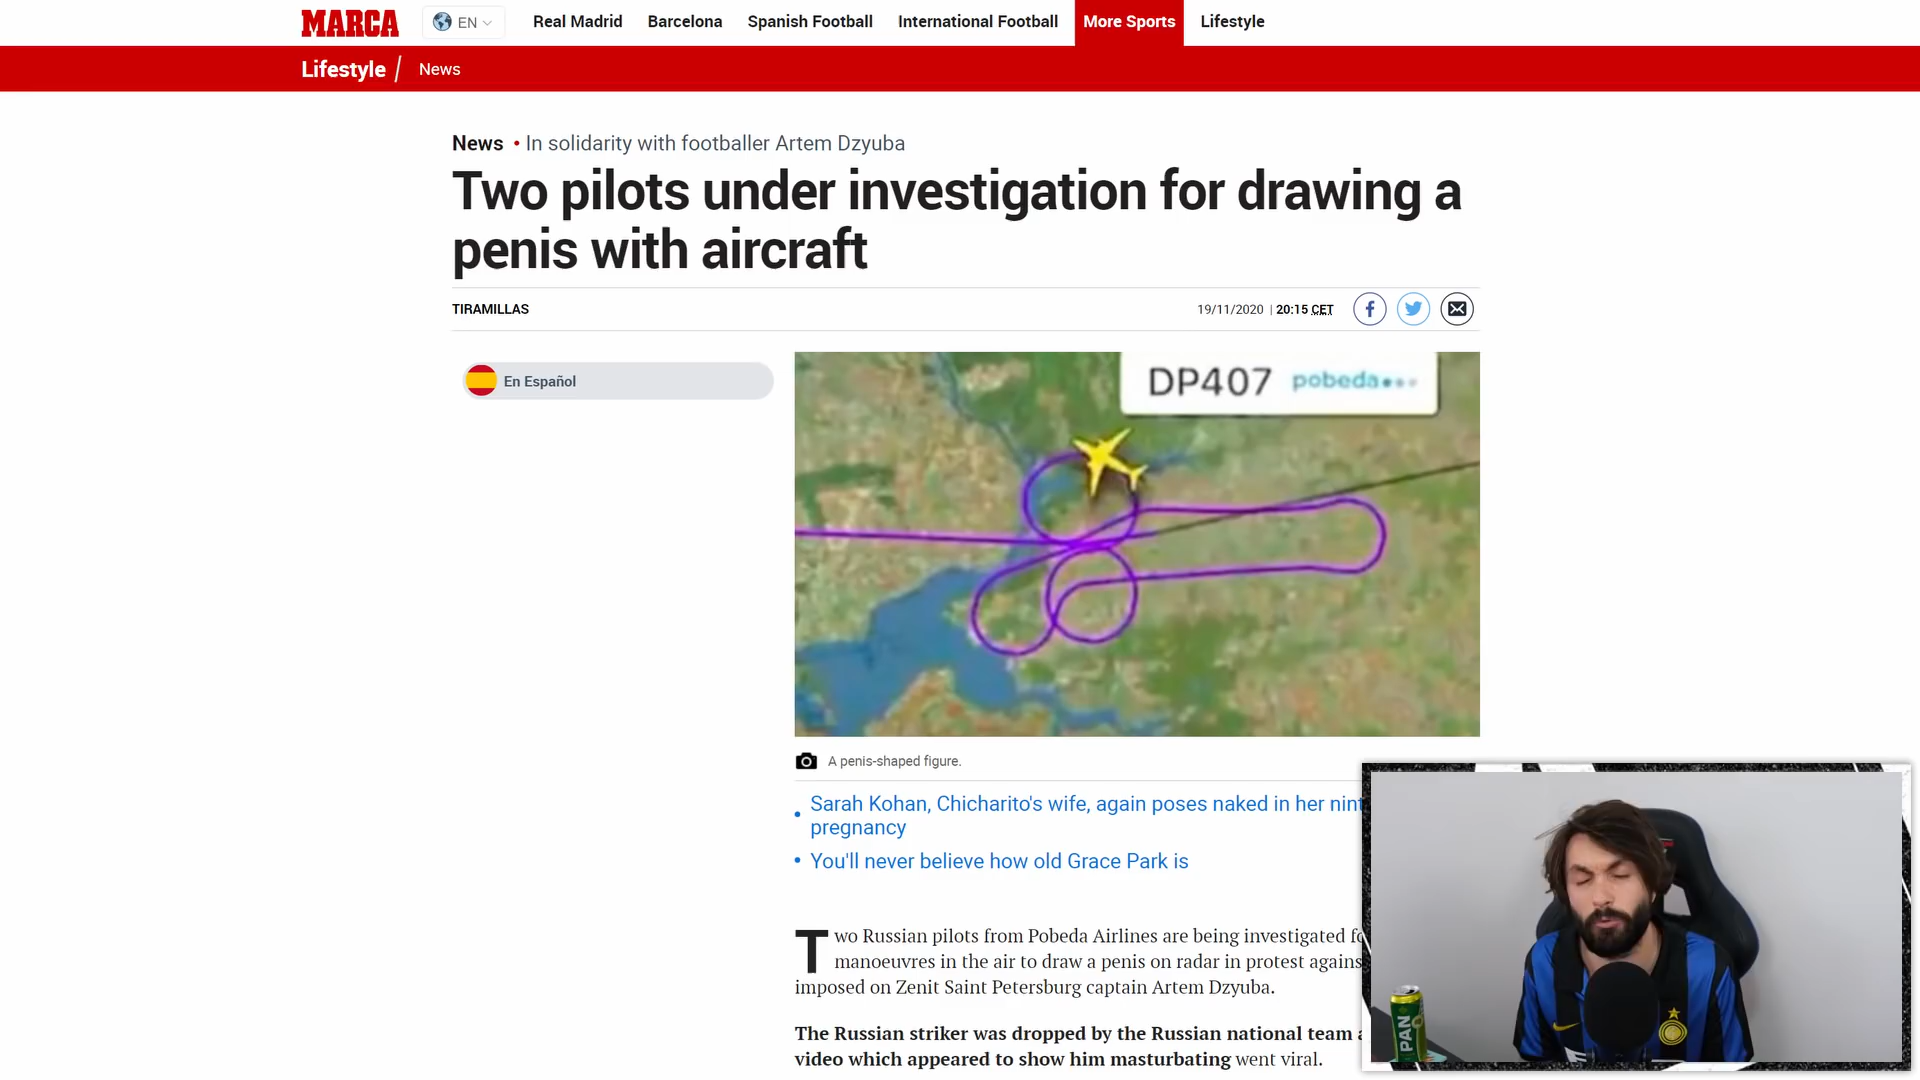 MARCA
EN
Real Madrid
Barcelona
Spanish Football
International Football
More Sports
Lifestyle
Lifestyle / News
News • In solidarity with footballer Artem Dzyuba
Two pilots under investigation for drawing a
penis with aircraft
TIRAMILLAS
19/11/2020 | 20:15 CET
En Español
DP407 pobeda
A penis-shaped figure.
• Sarah Kohan, Chicharito's wife, again poses naked in her
pregnancy
• You'll never believe how old Grace Park is
Two Russian pilots from Pobeda Airlines are being investigated
manoeuvres in the air to draw a penis on radar in protest
imposed on Zenit Saint Petersburg captain Artem Dzyuba.
The Russian striker was dropped by the Russian national team
video which appeared to show him masturbating went viral.
PAN